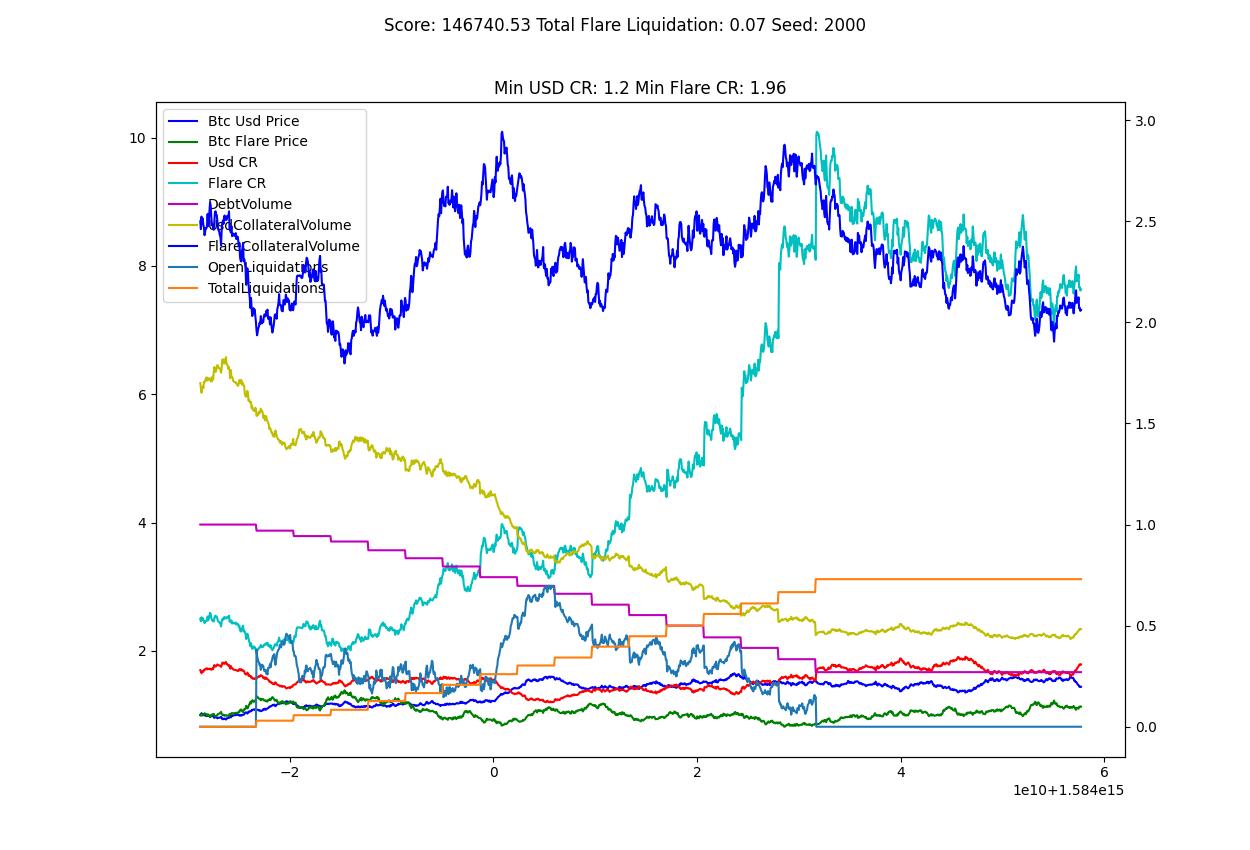 Score: 146740.53 Total Flare Liquidation: 0.07 Seed: 2000
Min USD CR: 1.2 Min Flare CR: 1.96
Btc Usd Price
Btc Flare Price
Usd CR
Flare CR
DebtVolume
UsdCollateralVolume
FlareCollateralVolume
OpenLiquidations
TotalLiquidations
10
8
6
4
2
3.0
2.5
2.0
1.5
1.0
0.5
0.0
−2
0
2
4
6
1e10+1.584e15